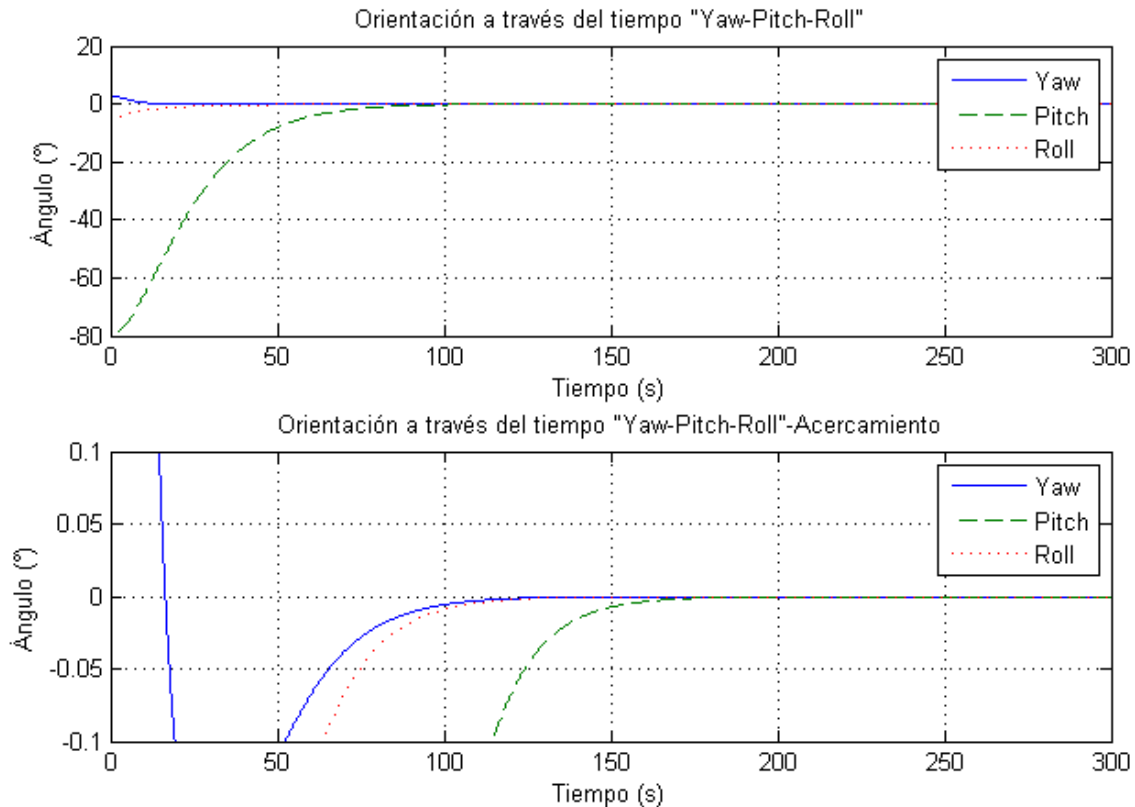 Orientación a través del tiempo "Yaw-Pitch-Roll"
20
0
-20
-40
-60
-80
Ángulo (°)
Yaw
Pitch
Roll
0
50
100
150
200
250
300
Tiempo (s)
Orientación a través del tiempo "Yaw-Pitch-Roll"-Acercamiento
0.1
0.05
0
-0.05
-0.1
Ángulo (°)
Yaw
Pitch
Roll
0
50
100
150
200
250
300
Tiempo (s)